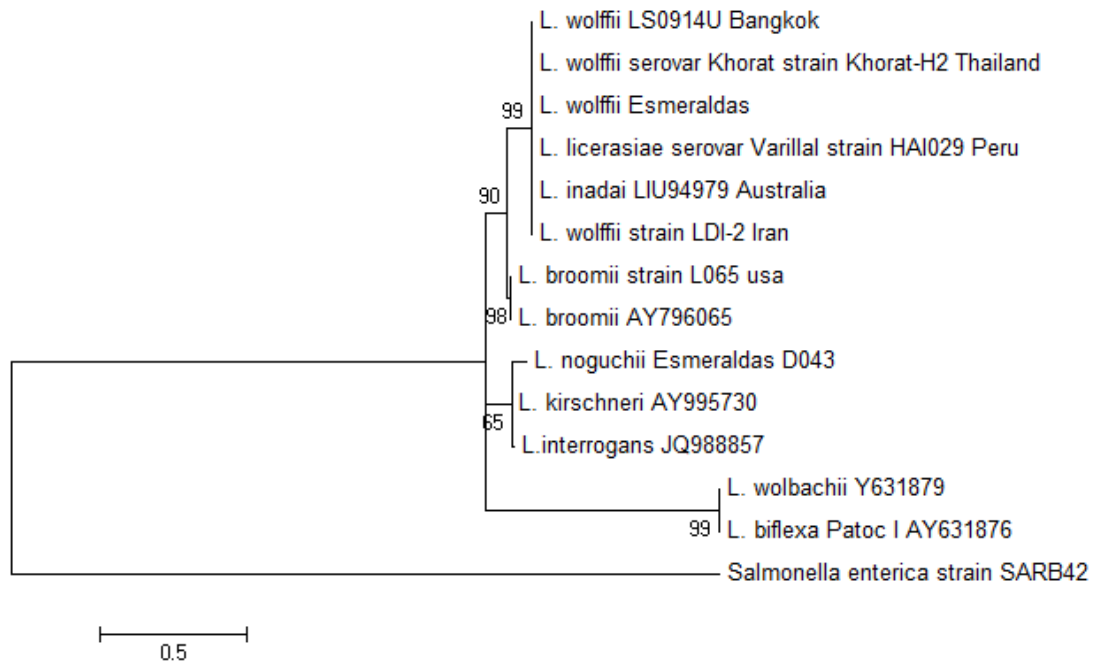 L. wolffii LS0914U Bangkok
L. wolffii serovar Khorat strain Khorat-H2 Thailand
99
L. wolffii Esmeraldas
L. licerasiae serovar Varillal strain HAI029 Peru
90
L. inadai LIU94979 Australia
L. wolffii strain LDI-2 Iran
L. broomii strain L065 usa
98
L. broomii AY796065
L. noguchii Esmeraldas D043
L. kirschneri AY995730
65
L.interrogans JQ988857
L. wolbachii Y631879
99
L. biflexa Patoc I AY631876
Salmonella enterica strain SARB42
0.5